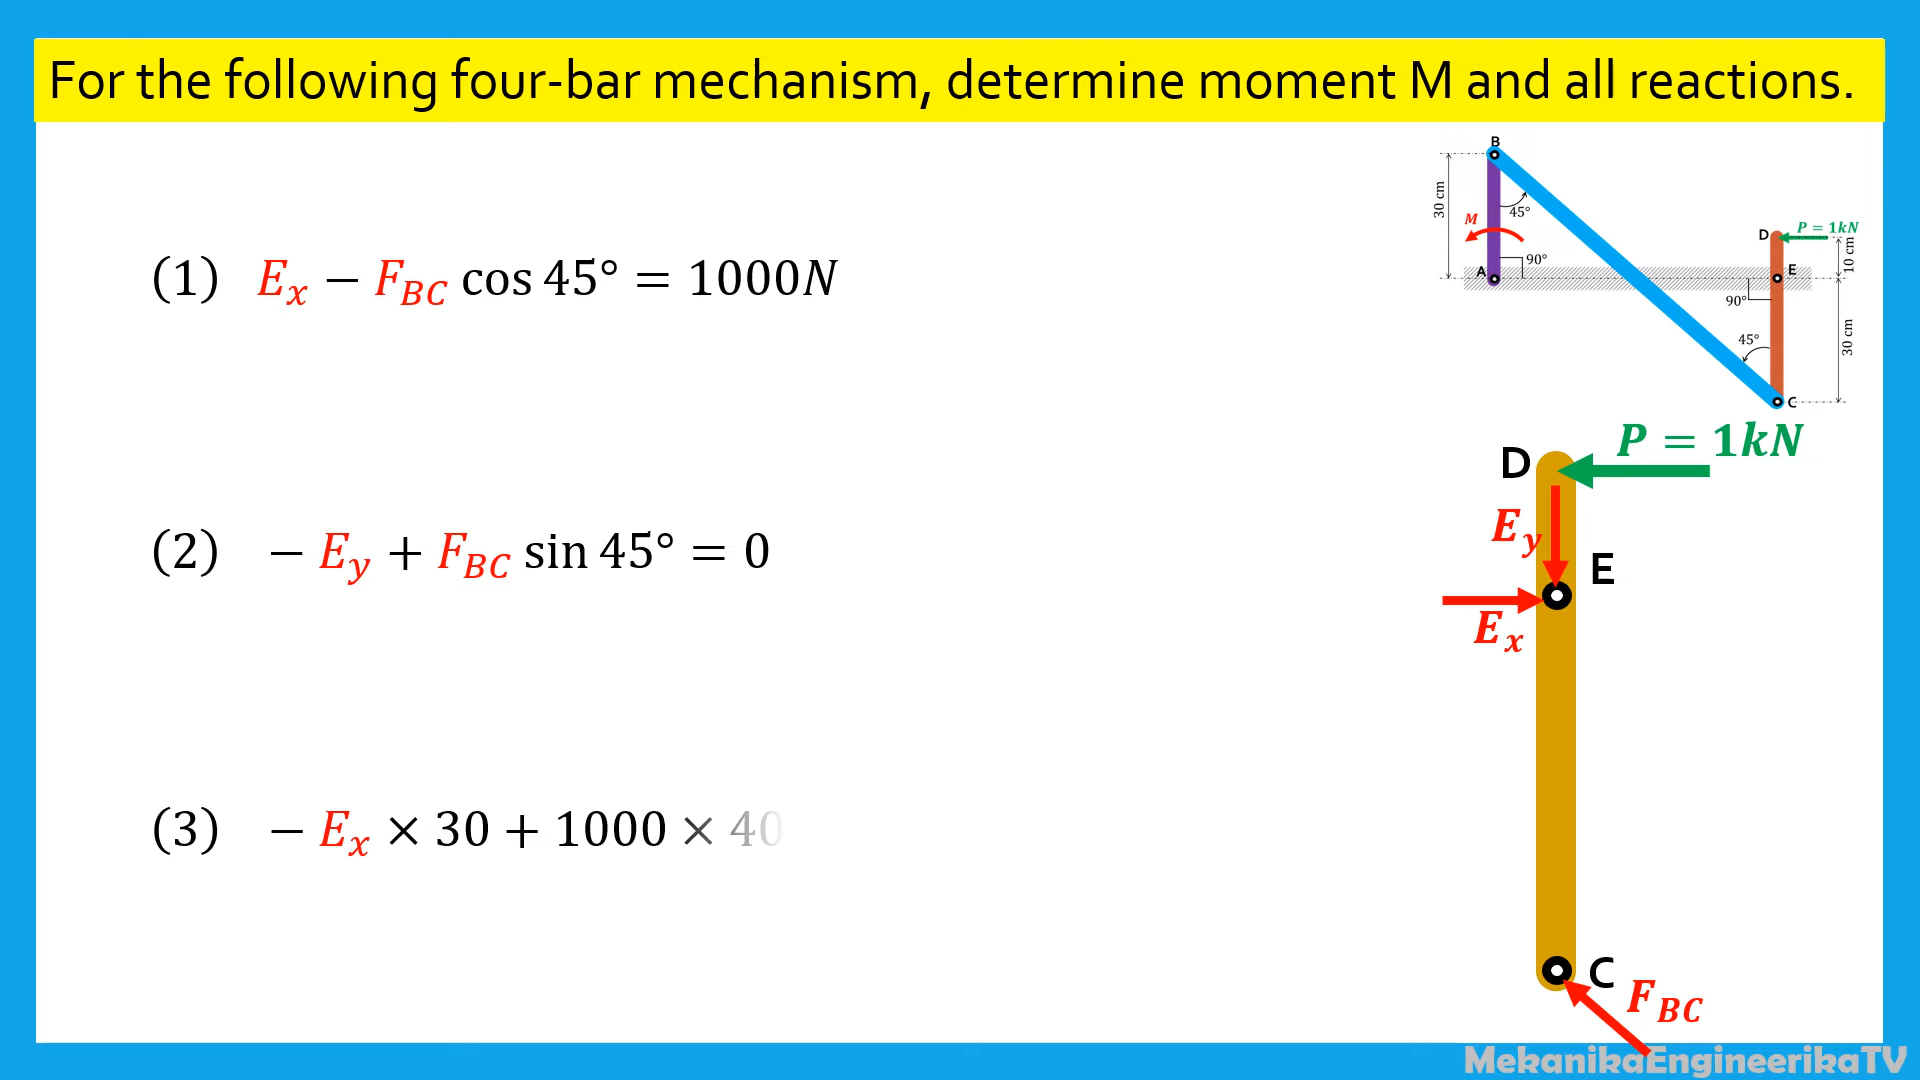 For the following four-bar mechanism, determine moment M and all reactions.
B
30 cm
45°
M
90°
A
D
P = 1kN
10 cm
E
90°
45°
30 cm
C
(1) Eₓ − F_BC cos 45° = 1000N
(2) − E_y + F_BC sin 45° = 0
(3) − Eₓ × 30 + 1000 × 40
P = 1kN
D
E_y
E
Eₓ
C
F_BC
MekanikaEngineerikaTV